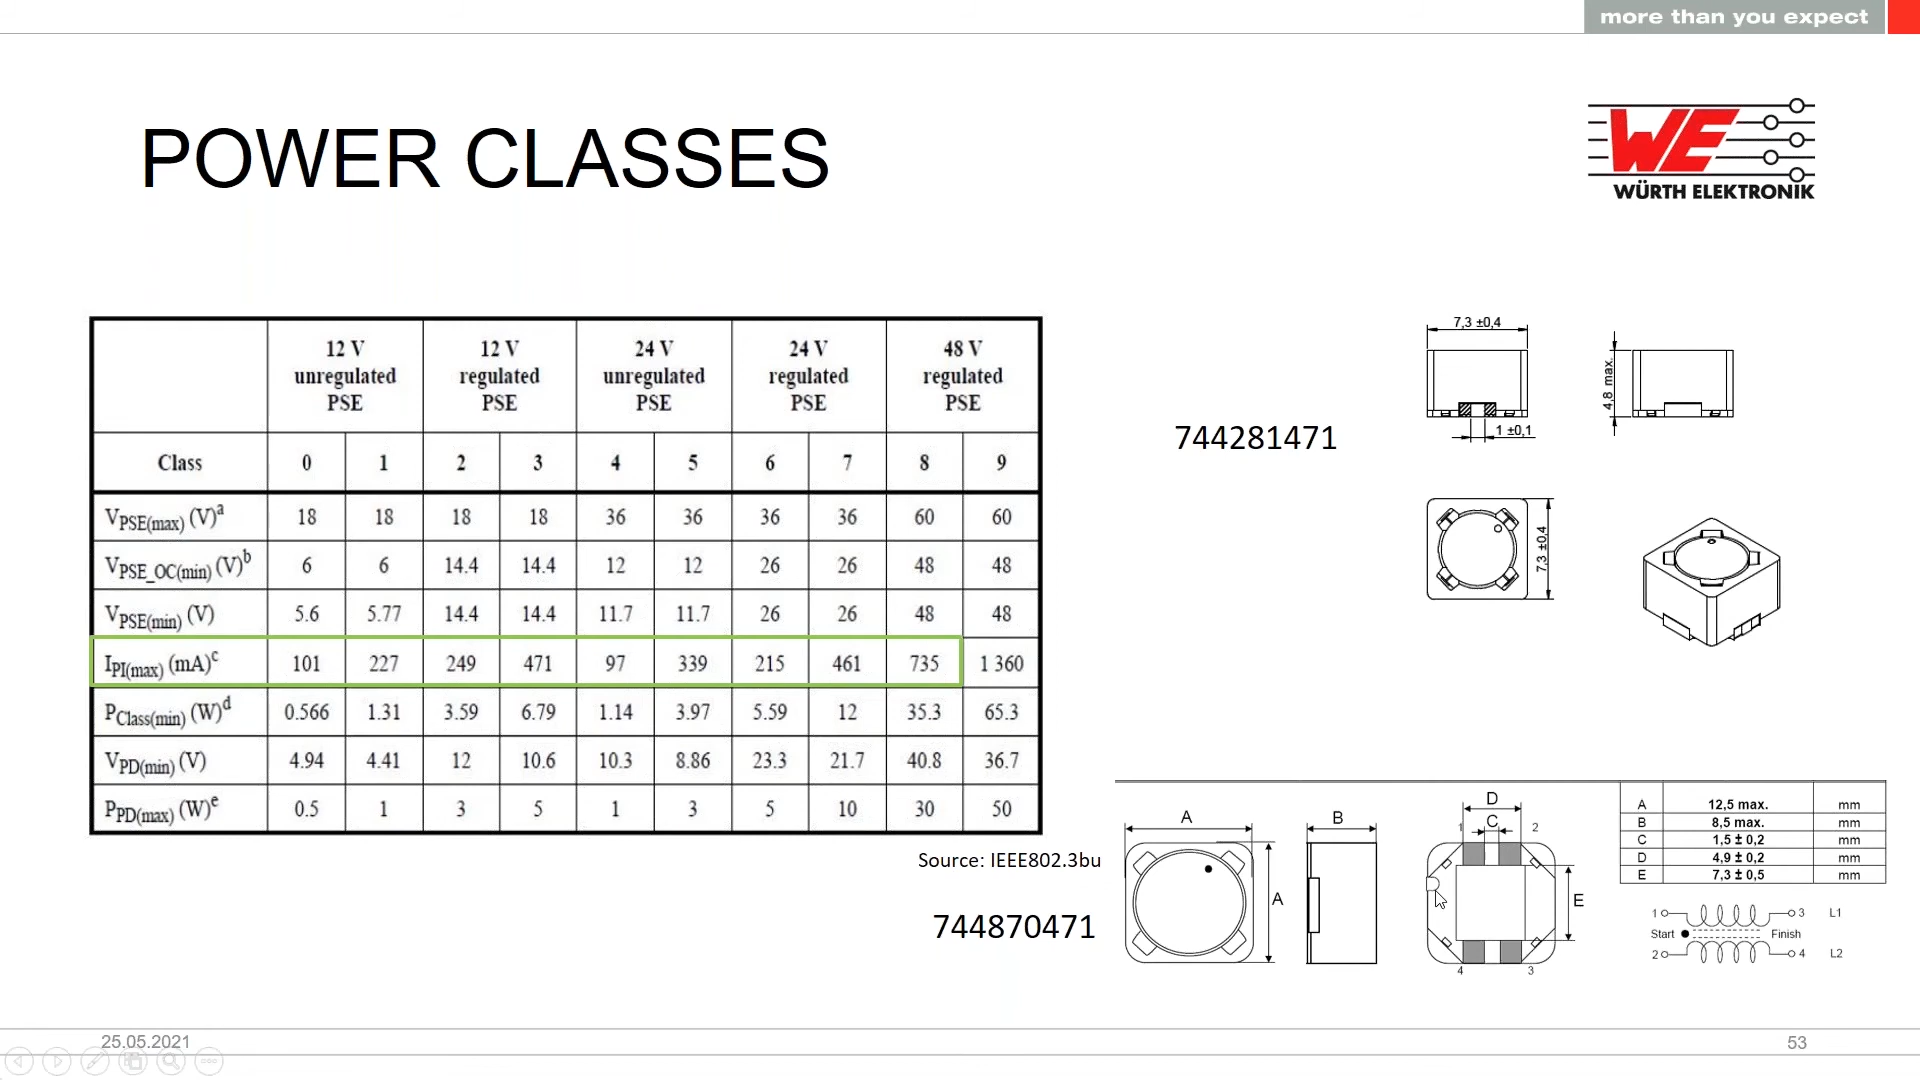 more than you expect
POWER CLASSES
WE
WÜRTH ELEKTRONIK
12 V unregulated PSE 12 V regulated PSE 24 V unregulated PSE 24 V regulated PSE 48 V regulated PSE
Class 0 1 2 3 4 5 6 7 8 9
VPSE(max) (V)a 18 18 18 18 36 36 36 36 60 60
VPSE_OC(min) (V)b 6 6 14.4 14.4 12 12 26 26 48 48
VPSE(min) (V) 5.6 5.77 14.4 14.4 11.7 11.7 26 26 48 48
IPI(max) (mA)c 101 227 249 471 97 339 215 461 735 1 360
PClass(min) (W)d 0.566 1.31 3.59 6.79 1.14 3.97 5.59 12 35.3 65.3
VPD(min) (V) 4.94 4.41 12 10.6 10.3 8.86 23.3 21.7 40.8 36.7
PPD(max) (W)e 0.5 1 3 5 1 3 5 10 30 50
Source: IEEE802.3bu
744281471
7,3 ±0,4
4,8 max.
1 ±0,1
7,3 ±0,4
744870471
A
A
B
D
C
1 2
E
4 3
A 12,5 max. mm
B 8,5 max. mm
C 1,5 ± 0,2 mm
D 4,9 ± 0,2 mm
E 7,3 ± 0,5 mm
1 3 L1
Start Finish
2 4 L2
25.05.2021
53